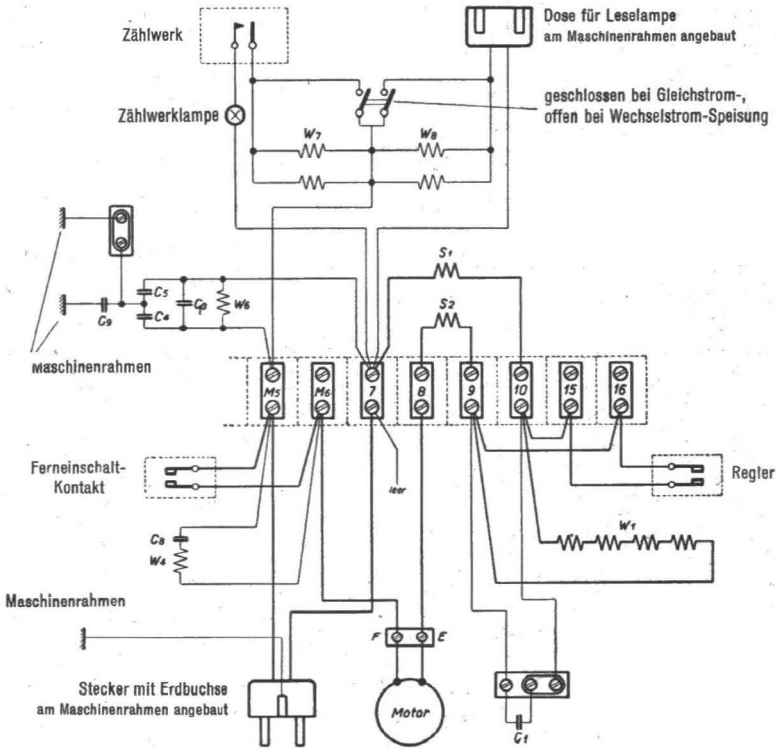 Zählwerk
Dose für Leselampe
am Maschinenrahmen angebaut
Zählwerklampe
geschlossen bei Gleichstrom-,
offen bei Wechselstrom-Speisung
W7
W8
S1
S2
C5
C4
Cβ
W6
C9
Maschinenrahmen
M5
M6
7
8
9
10
15
16
Ferneinschalt-
Kontakt
leer
Regler
C8
W4
W1
Maschinenrahmen
F
E
Stecker mit Erdbuchse
am Maschinenrahmen angebaut
Motor
C1